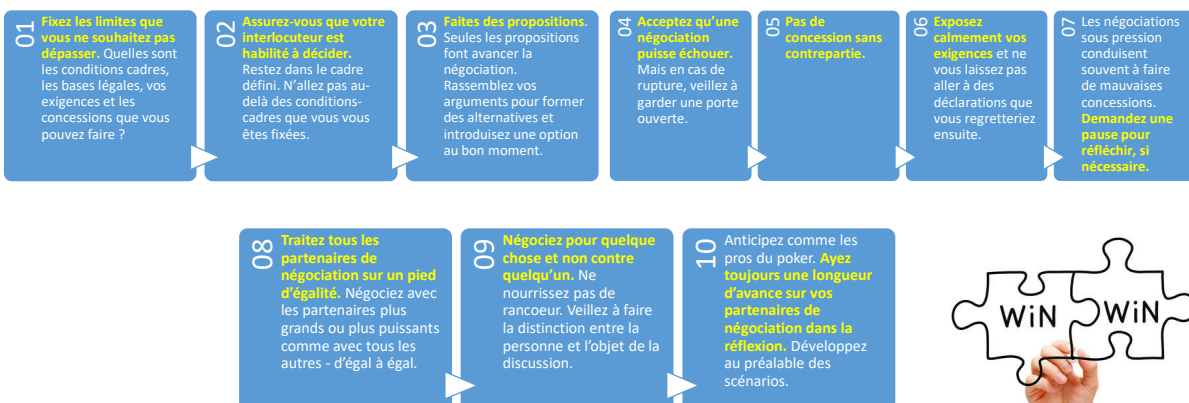 01
Fixez les limites que
vous ne souhaitez pas
dépasser. Quelles sont
les conditions cadres,
les bases légales, vos
exigences et les
concessions que vous
pouvez faire ?
02
Assurez-vous que votre
interlocuteur est
habilité à décider.
Restez dans le cadre
défini. N'allez pas au-
delà des conditions-
cadres que vous vous
êtes fixées.
03
Faites des propositions.
Seules les propositions
font avancer la
négociation.
Rassemblez vos
arguments pour former
des alternatives et
introduisez une option
au bon moment.
04
Acceptez qu'une
négociation
puisse échouer.
Mais en cas de
rupture, veillez à
garder une porte
ouverte.
05
Pas de
concession sans
contrepartie.
06
Exposez
calmement vos
exigences et ne
vous laissez pas
aller à des
déclarations que
vous regretteriez
ensuite.
07
Les négociations
sous pression
conduisent
souvent à faire
de mauvaises
concessions.
Demandez une
pause pour
réfléchir, si
nécessaire.
08
Traitez tous les
partenaires de
négociation sur un pied
d'égalité. Négociez avec
les partenaires plus
grands ou plus puissants
comme avec tous les
autres - d'égal à égal.
09
Négociez pour quelque
chose et non contre
quelqu'un. Ne
nourrissez pas de
rancoeur. Veillez à faire
la distinction entre la
personne et l'objet de la
discussion.
10
Anticipez comme les
pros du poker. Ayez
toujours une longueur
d'avance sur vos
partenaires de
négociation dans la
réflexion. Développez
au préalable des
scénarios.
WiN WiN